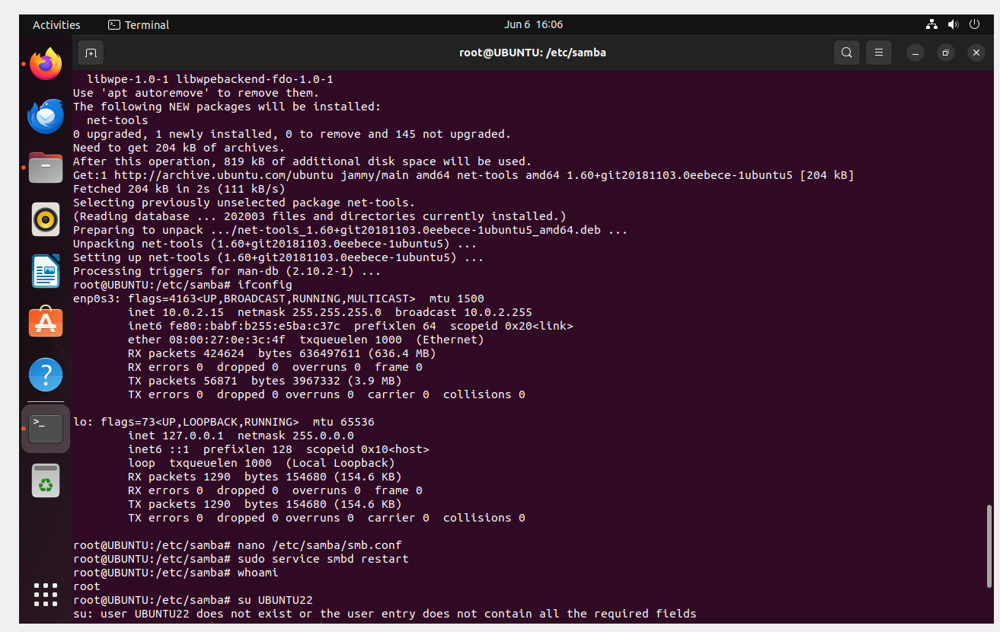 Activities Terminal Jun 6 16:06
root@UBUNTU: /etc/samba
  libwpe-1.0-1 libwpebackend-fdo-1.0-1
Use 'apt autoremove' to remove them.
The following NEW packages will be installed:
  net-tools
0 upgraded, 1 newly installed, 0 to remove and 145 not upgraded.
Need to get 204 kB of archives.
After this operation, 819 kB of additional disk space will be used.
Get:1 http://archive.ubuntu.com/ubuntu jammy/main amd64 net-tools amd64 1.60+git20181103.0eebece-1ubuntu5 [204 kB]
Fetched 204 kB in 2s (111 kB/s)
Selecting previously unselected package net-tools.
(Reading database ... 202003 files and directories currently installed.)
Preparing to unpack .../net-tools_1.60+git20181103.0eebece-1ubuntu5_amd64.deb ...
Unpacking net-tools (1.60+git20181103.0eebece-1ubuntu5) ...
Setting up net-tools (1.60+git20181103.0eebece-1ubuntu5) ...
Processing triggers for man-db (2.10.2-1) ...
root@UBUNTU:/etc/samba# ifconfig
enp0s3: flags=4163<UP,BROADCAST,RUNNING,MULTICAST>  mtu 1500
        inet 10.0.2.15  netmask 255.255.255.0  broadcast 10.0.2.255
        inet6 fe80::babf:b255:e5ba:c37c  prefixlen 64  scopeid 0x20<link>
        ether 08:00:27:0e:3c:4f  txqueuelen 1000  (Ethernet)
        RX packets 424624  bytes 636497611 (636.4 MB)
        RX errors 0  dropped 0  overruns 0  frame 0
        TX packets 56871  bytes 3967332 (3.9 MB)
        TX errors 0  dropped 0 overruns 0  carrier 0  collisions 0
lo: flags=73<UP,LOOPBACK,RUNNING>  mtu 65536
        inet 127.0.0.1  netmask 255.0.0.0
        inet6 ::1  prefixlen 128  scopeid 0x10<host>
        loop  txqueuelen 1000  (Local Loopback)
        RX packets 1290  bytes 154680 (154.6 KB)
        RX errors 0  dropped 0  overruns 0  frame 0
        TX packets 1290  bytes 154680 (154.6 KB)
        TX errors 0  dropped 0 overruns 0  carrier 0  collisions 0
root@UBUNTU:/etc/samba# nano /etc/samba/smb.conf
root@UBUNTU:/etc/samba# sudo service smbd restart
root@UBUNTU:/etc/samba# whoami
root
root@UBUNTU:/etc/samba# su UBUNTU22
su: user UBUNTU22 does not exist or the user entry does not contain all the required fields